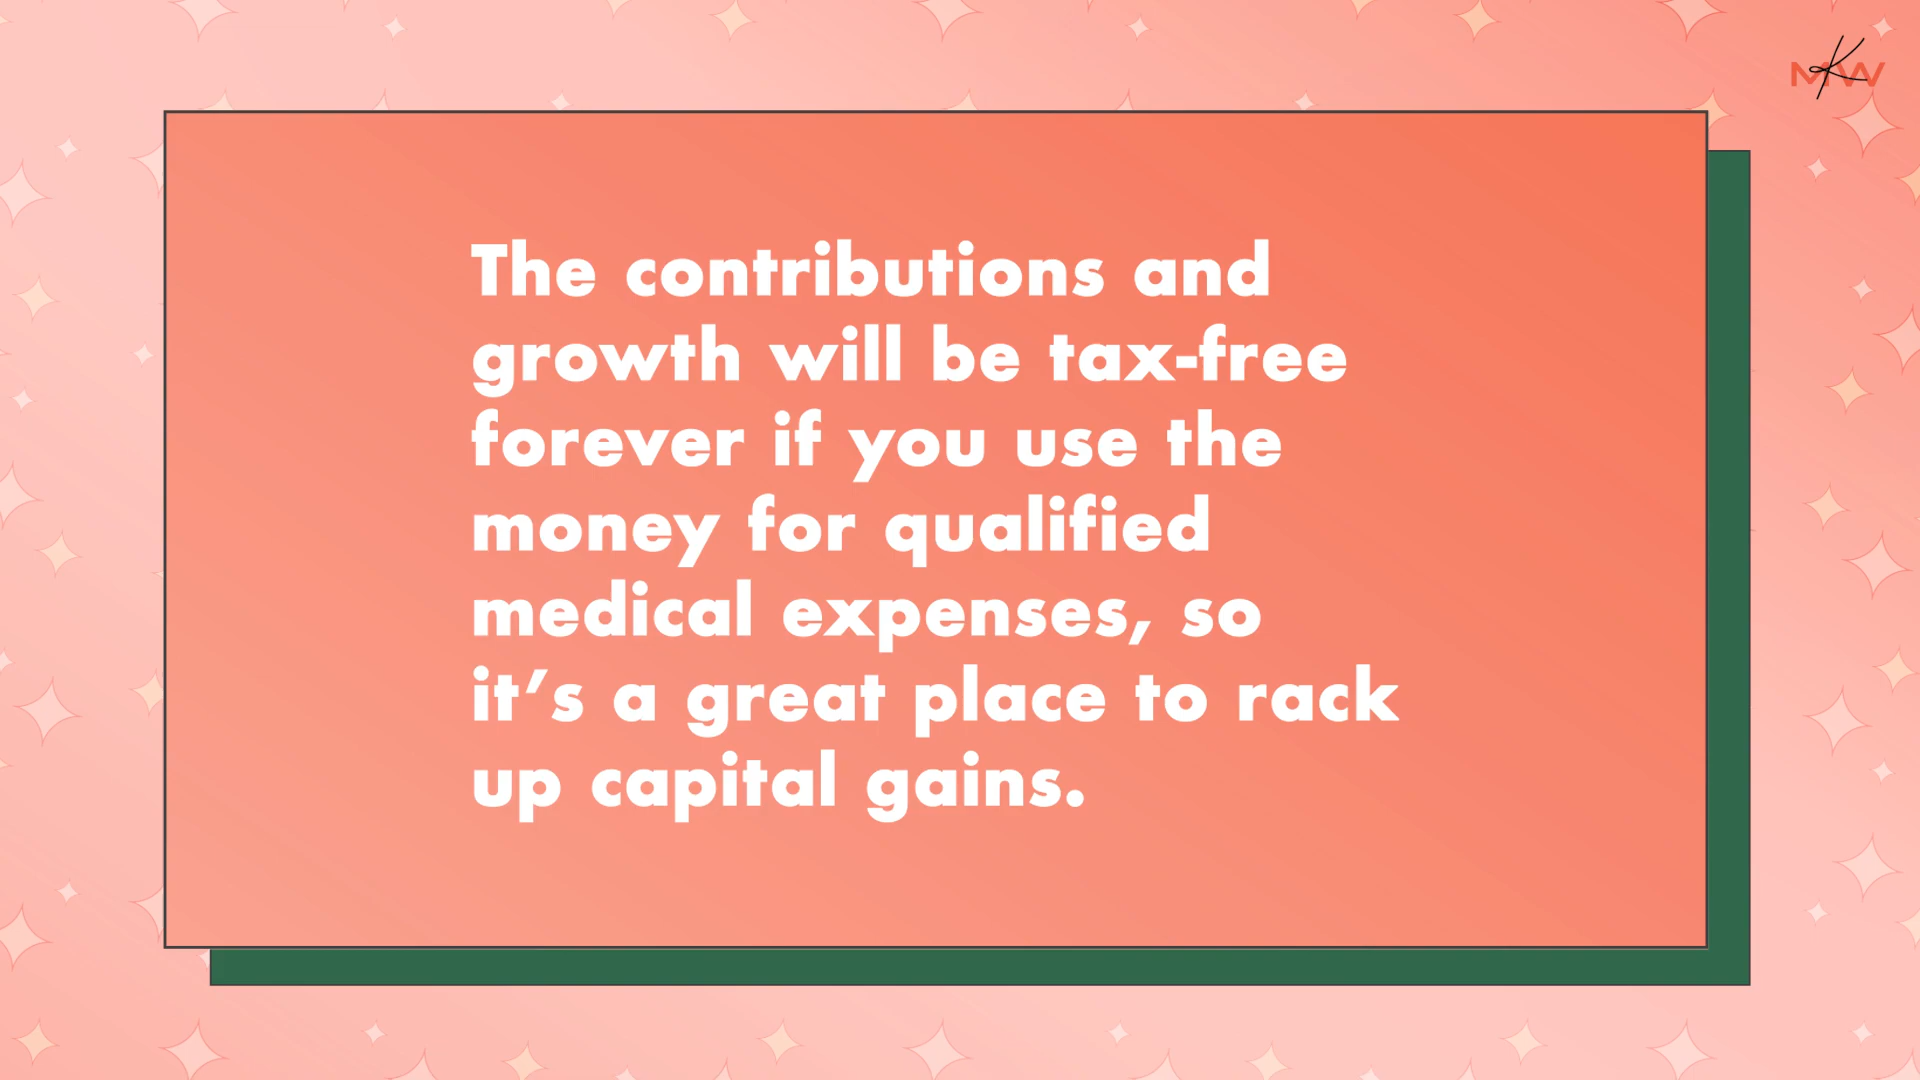 MKW
The contributions and
growth will be tax-free
forever if you use the
money for qualified
medical expenses, so
it’s a great place to rack
up capital gains.